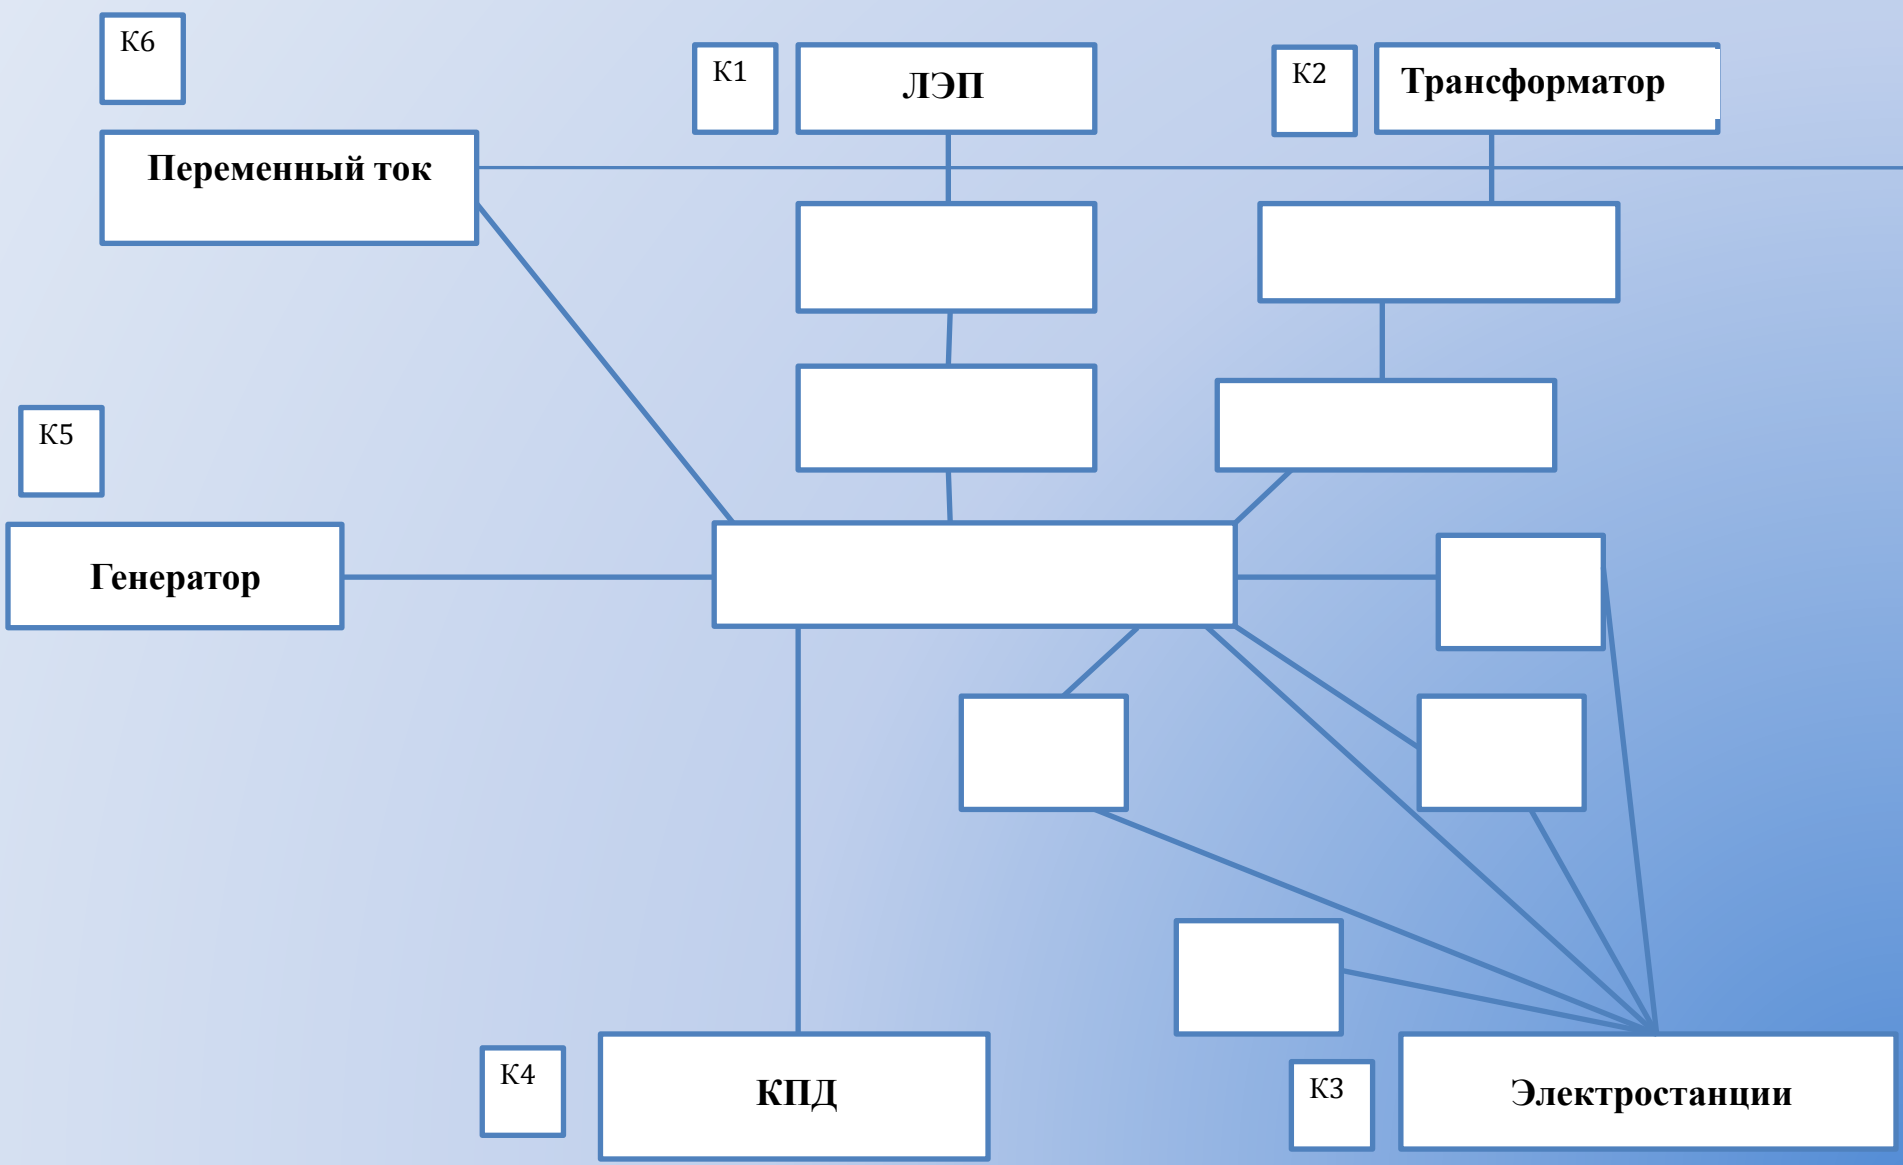 К6
К1
ЛЭП
К2
Трансформатор
Переменный ток
К5
Генератор
К4
КПД
К3
Электростанции